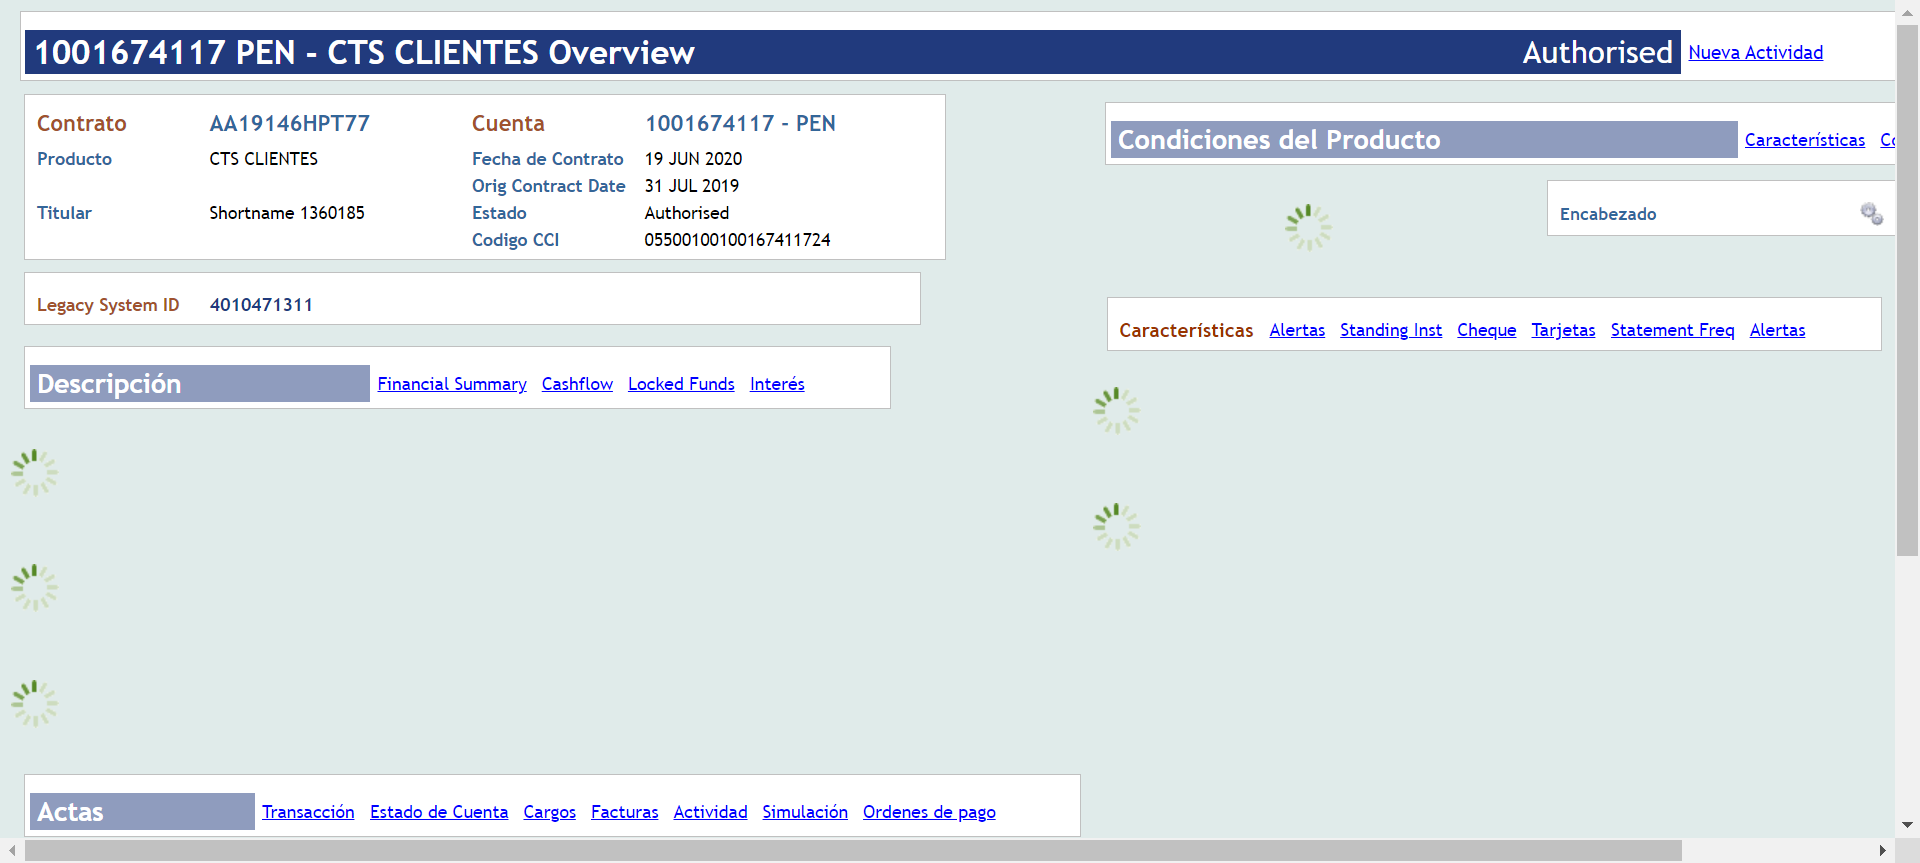 1001674117 PEN - CTS CLIENTES Overview Authorised Nueva Actividad
Contrato AA19146HPT77 Cuenta 1001674117 - PEN
Producto CTS CLIENTES Fecha de Contrato 19 JUN 2020
Orig Contract Date 31 JUL 2019
Titular Shortname 1360185 Estado Authorised
Codigo CCI 05500100100167411724
Legacy System ID 4010471311
Descripción Financial Summary Cashflow Locked Funds Interés
Condiciones del Producto Características
Encabezado
Características Alertas Standing Inst Cheque Tarjetas Statement Freq Alertas
Actas Transacción Estado de Cuenta Cargos Facturas Actividad Simulación Ordenes de pago